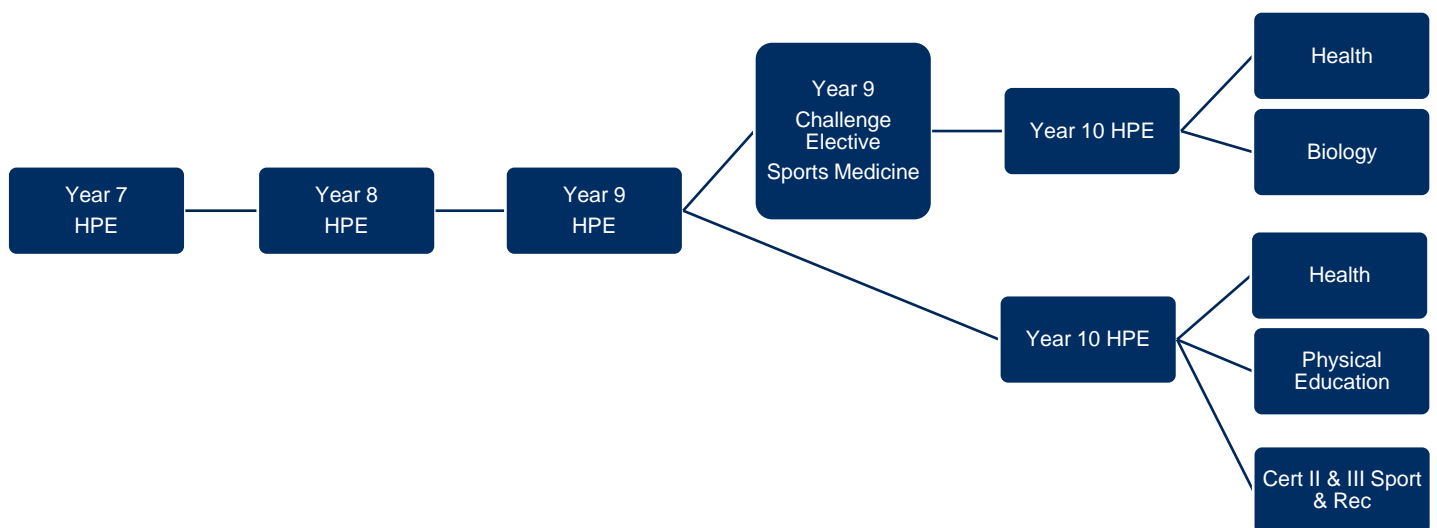 Year 7
HPE
Year 8
HPE
Year 9
HPE
Year 9
Challenge
Elective
Sports Medicine
Year 10 HPE
Health
Biology
Year 10 HPE
Health
Physical
Education
Cert II & III Sport
& Rec